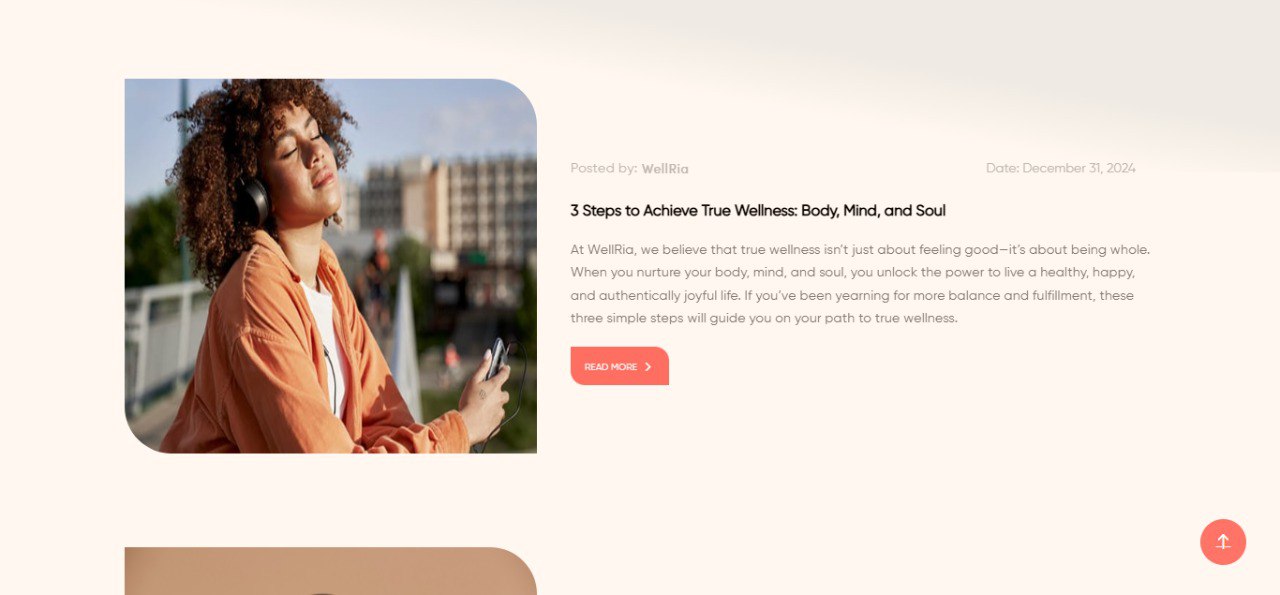 Posted by: WellRia
Date: December 31, 2024
3 Steps to Achieve True Wellness: Body, Mind, and Soul
At WellRia, we believe that true wellness isn't just about feeling good—it's about being whole.
When you nurture your body, mind, and soul, you unlock the power to live a healthy, happy,
and authentically joyful life. If you've been yearning for more balance and fulfillment, these
three simple steps will guide you on your path to true wellness.
READ MORE